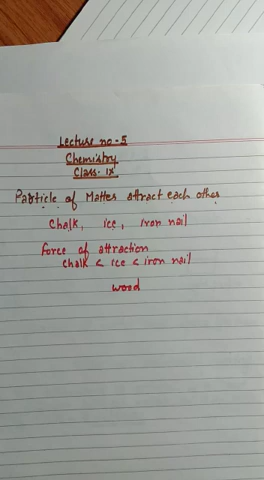 Lecture no-5
Chemistry
Class-IX
Particle of Matter attract each other
Chalk, ice, iron nail
force of attraction
chalk < ice < iron nail
wood